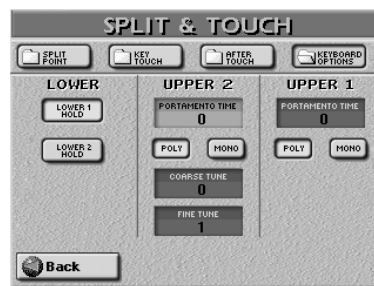 SPLIT & TOUCH
SPLIT
POINT
KEY
TOUCH
AFTER
TOUCH
KEYBOARD
OPTIONS
LOWER
UPPER 2
UPPER 1
LOWER 1
HOLD
LOWER 2
HOLD
PORTAMENTO TIME
0
POLY
MONO
COARSE TUNE
0
FINE TUNE
1
PORTAMENTO TIME
0
POLY
MONO
Back